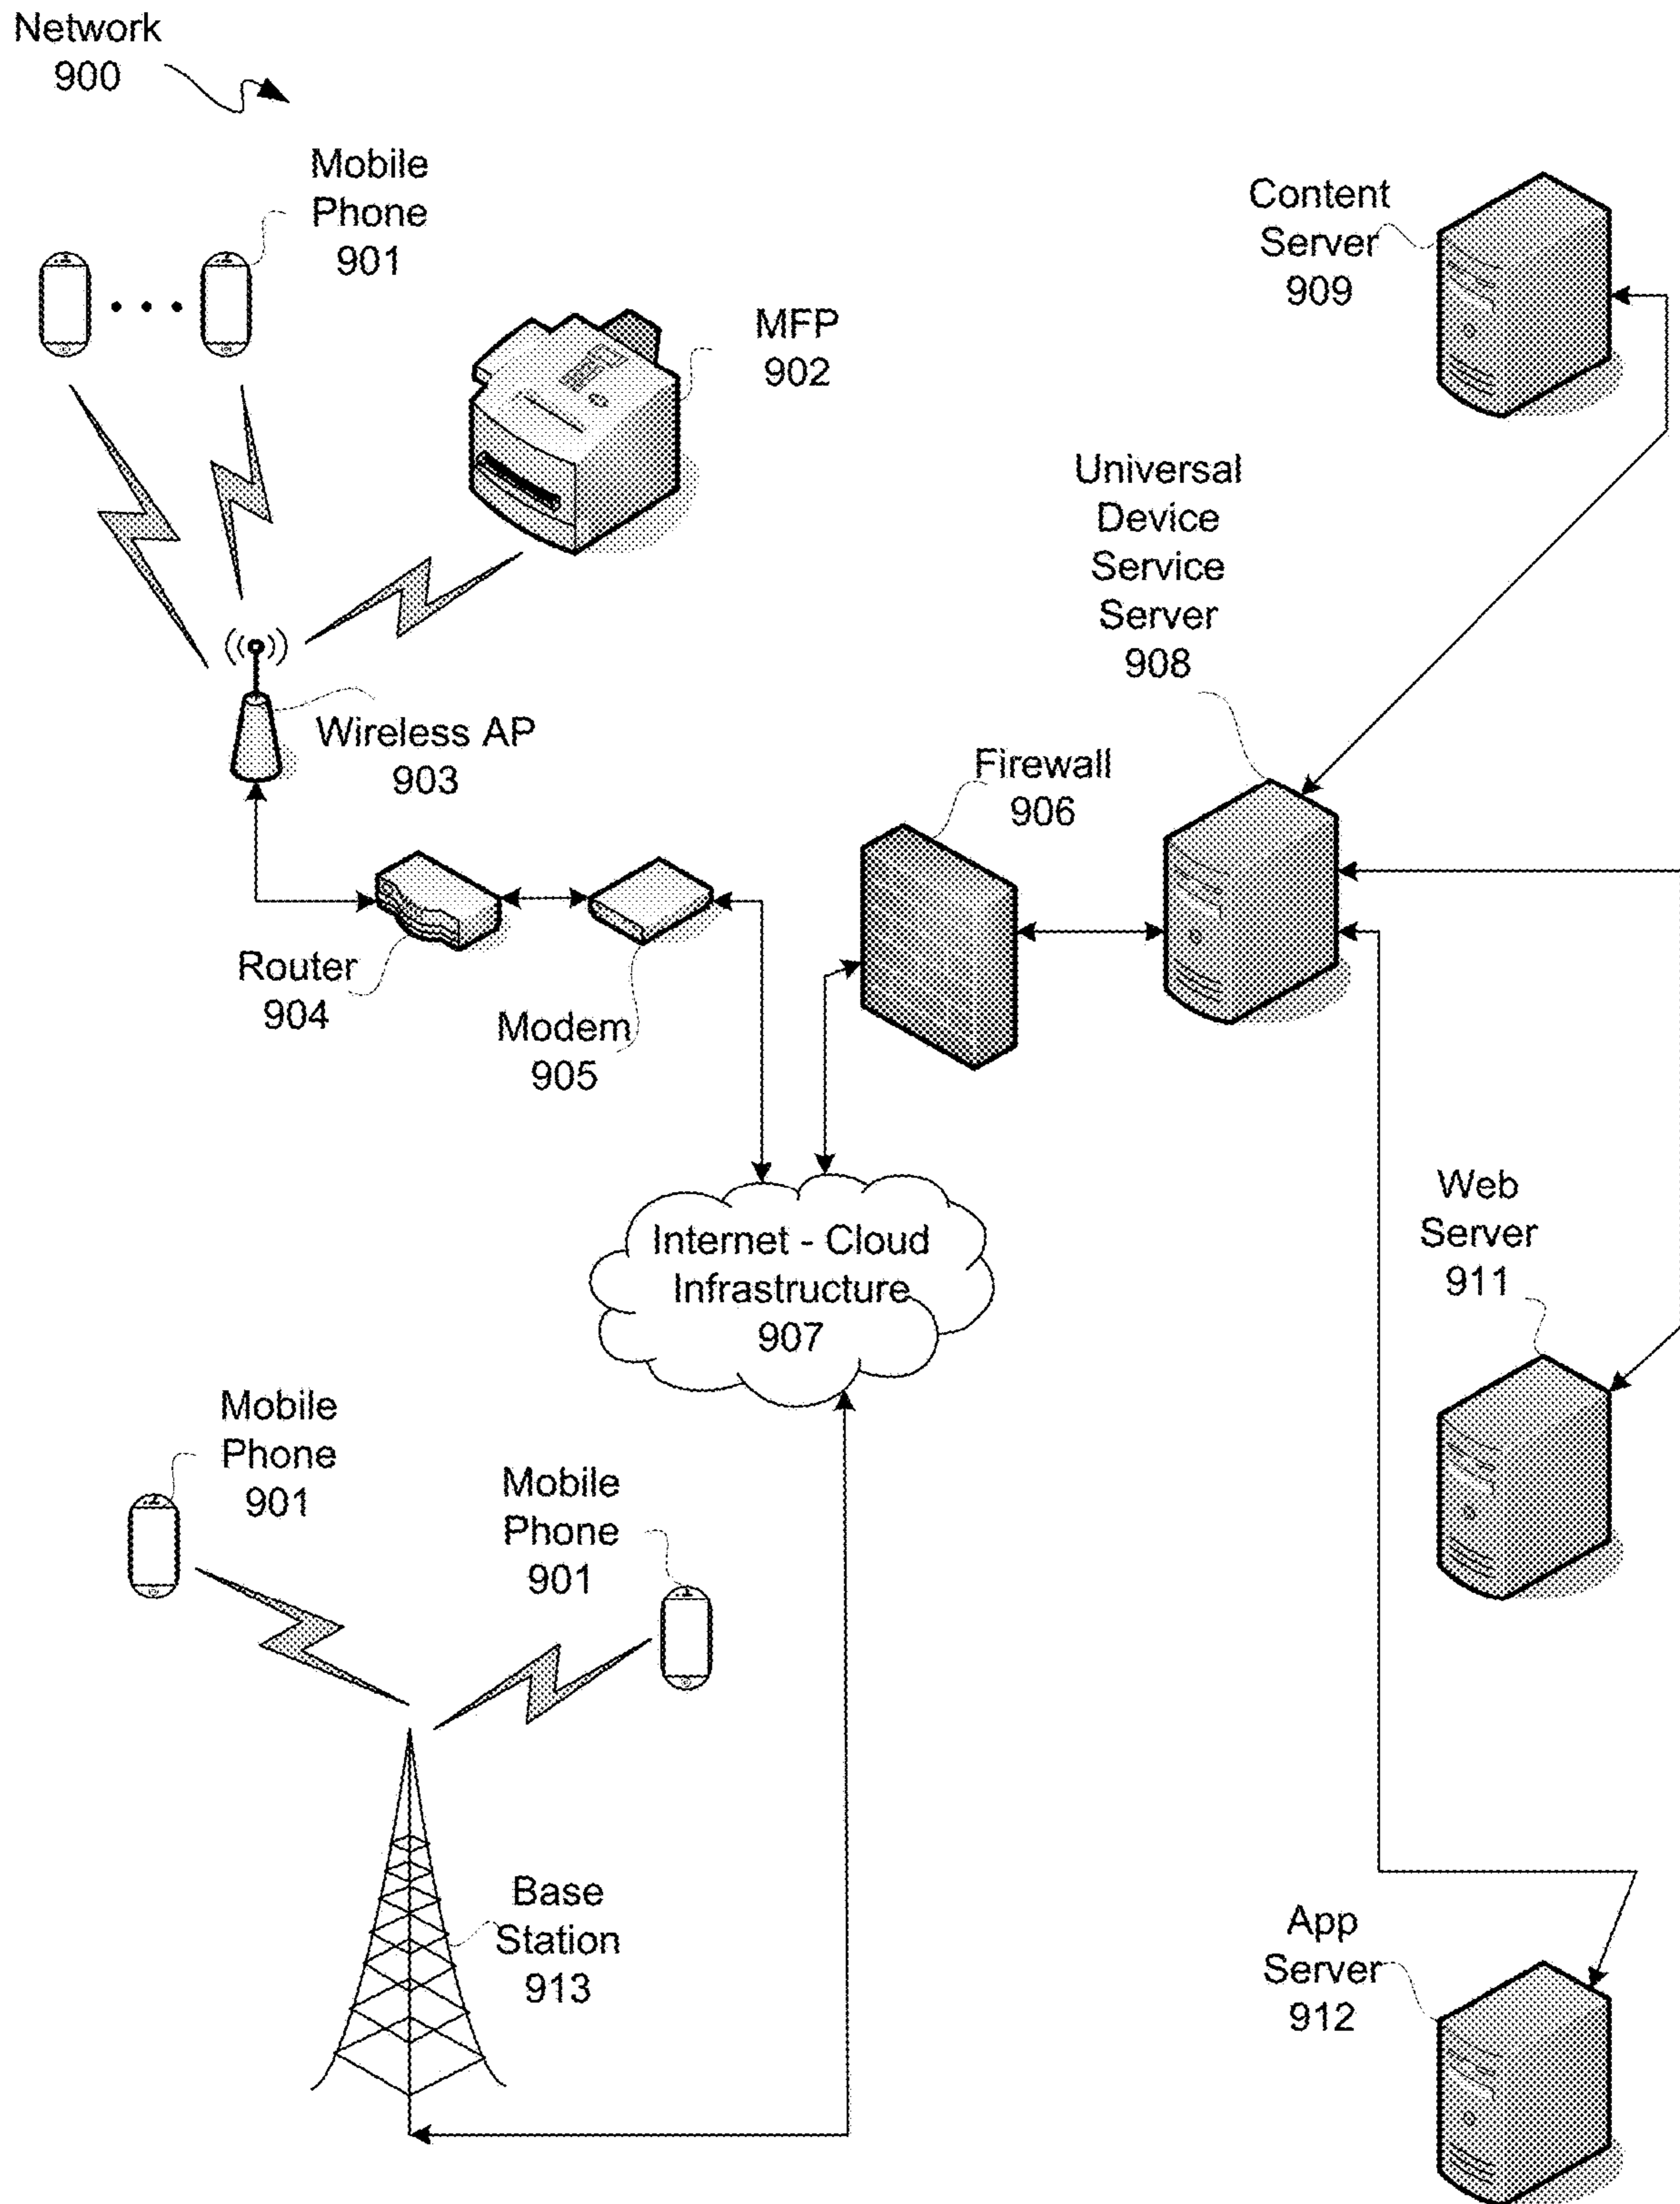 Network
900
Mobile
Phone
901
MFP
902
Content
Server
909
Universal
Device
Service
Server
908
Wireless AP
903
Firewall
906
Router
904
Modem
905
Internet - Cloud
Infrastructure
907
Web
Server
911
Mobile
Phone
901
Mobile
Phone
901
Base
Station
913
App
Server
912